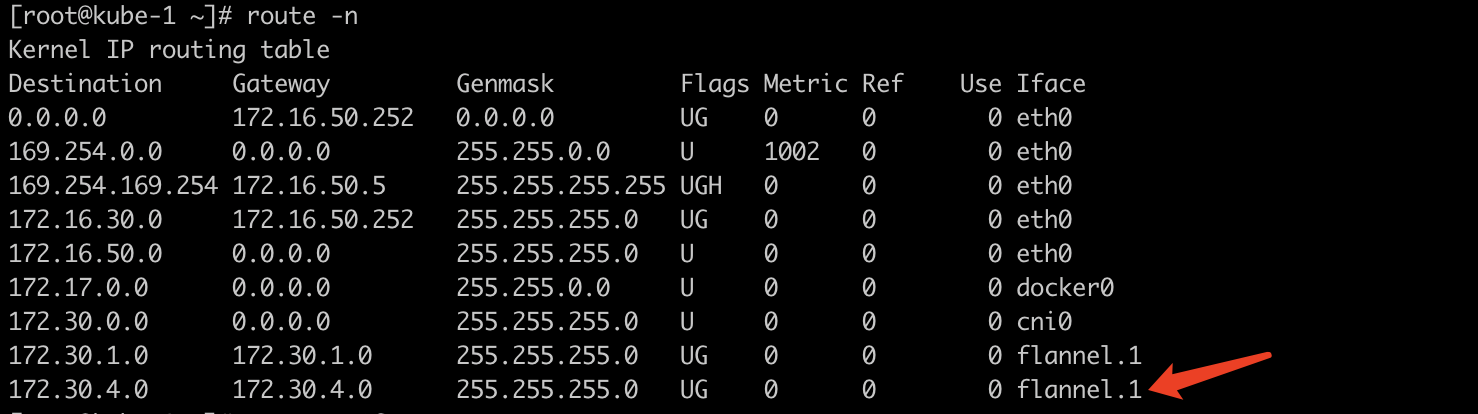 [root@kube-1 ~]# route -n
Kernel IP routing table
Destination     Gateway         Genmask         Flags Metric Ref    Use Iface
0.0.0.0         172.16.50.252   0.0.0.0         UG    0      0        0 eth0
169.254.0.0     0.0.0.0         255.255.0.0     U     1002   0        0 eth0
169.254.169.254 172.16.50.5     255.255.255.255 UGH   0      0        0 eth0
172.16.30.0     172.16.50.252   255.255.255.0   UG    0      0        0 eth0
172.16.50.0     0.0.0.0         255.255.255.0   U     0      0        0 eth0
172.17.0.0      0.0.0.0         255.255.0.0     U     0      0        0 docker0
172.30.0.0      0.0.0.0         255.255.255.0   U     0      0        0 cni0
172.30.1.0      172.30.1.0      255.255.255.0   UG    0      0        0 flannel.1
172.30.4.0      172.30.4.0      255.255.255.0   UG    0      0        0 flannel.1